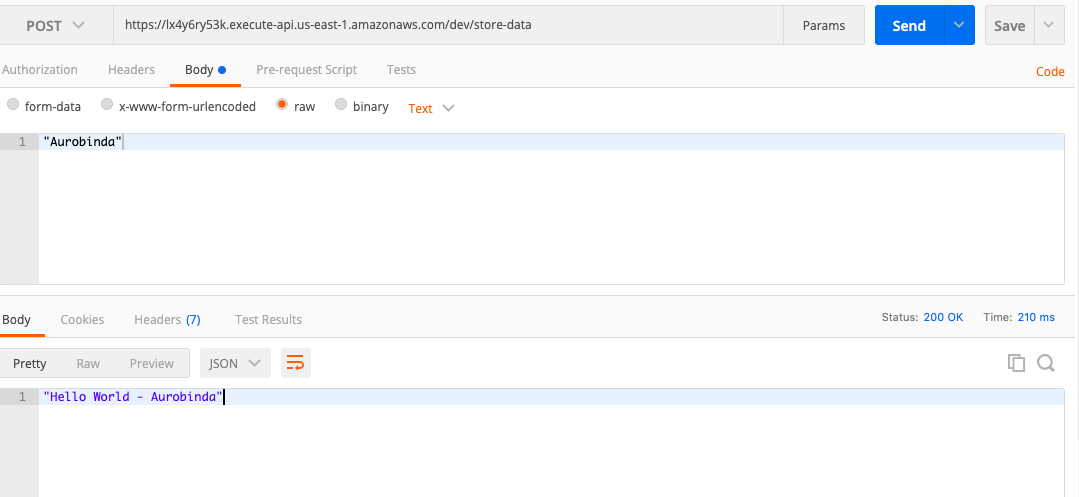 POST https://lx4y6ry53k.execute-api.us-east-1.amazonaws.com/dev/store-data Params Send Save
Authorization Headers Body Pre-request Script Tests Code
form-data x-www-form-urlencoded raw binary Text
1 "Aurobinda"
Body Cookies Headers (7) Test Results Status: 200 OK Time: 210 ms
Pretty Raw Preview JSON
1 "Hello World - Aurobinda"